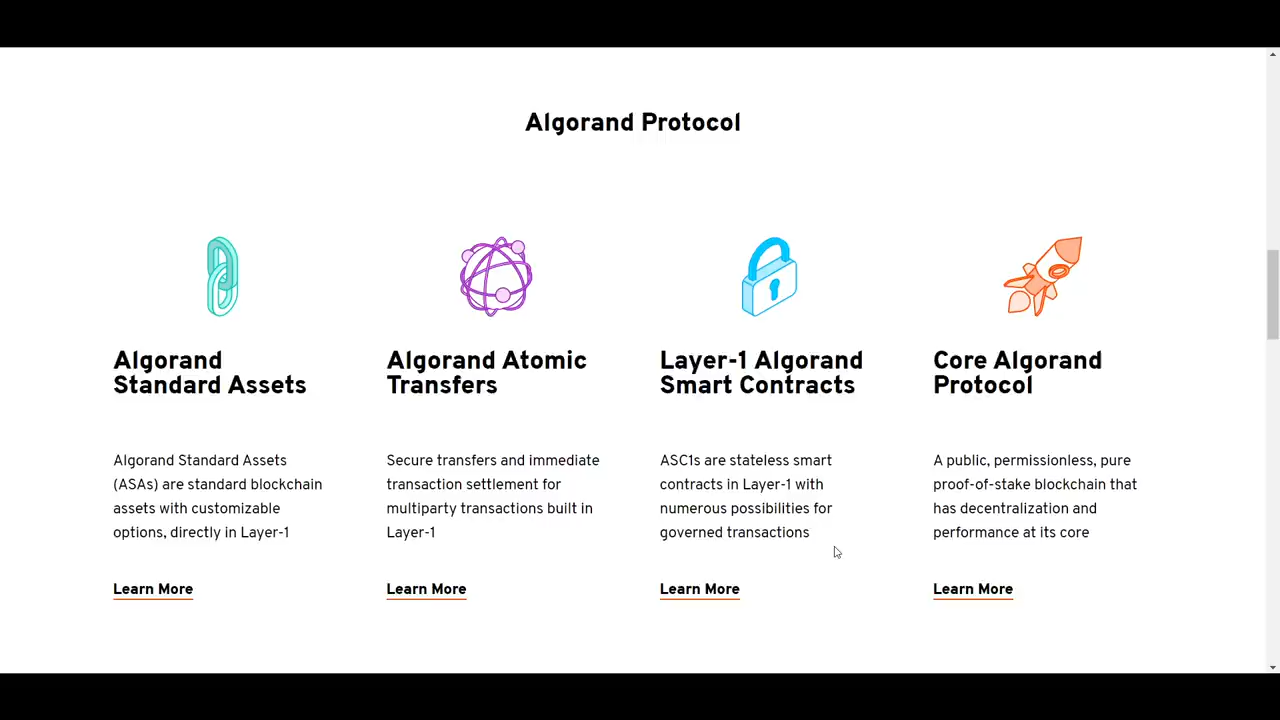 Algorand Protocol
Algorand
Standard Assets
Algorand Standard Assets
(ASAs) are standard blockchain
assets with customizable
options, directly in Layer-1
Learn More
Algorand Atomic
Transfers
Secure transfers and immediate
transaction settlement for
multiparty transactions built in
Layer-1
Learn More
Layer-1 Algorand
Smart Contracts
ASC1s are stateless smart
contracts in Layer-1 with
numerous possibilities for
governed transactions
Learn More
Core Algorand
Protocol
A public, permissionless, pure
proof-of-stake blockchain that
has decentralization and
performance at its core
Learn More